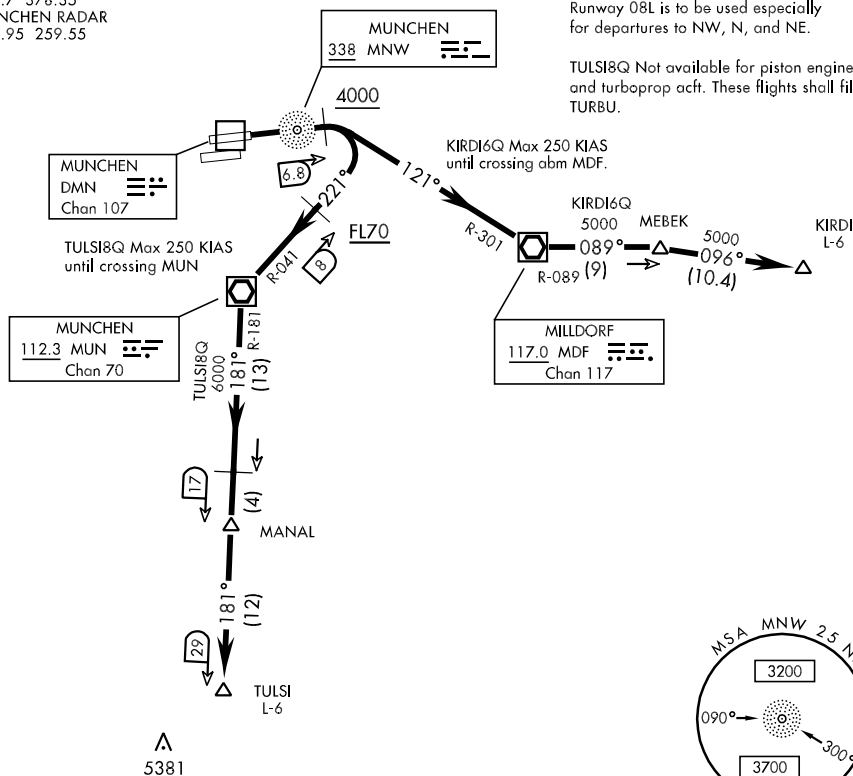 NCHEN RADAR
.95 259.55
Runway 08L is to be used especially
for departures to NW, N, and NE.
TULSI8Q Not available for piston engine
and turboprop acft. These flights shall fil
TURBU.
MUNCHEN
338 MNW
4000
MUNCHEN
DMN
Chan 107
6.8
221°
121°
KIRDI6Q Max 250 KIAS
until crossing abm MDF.
TULSI8Q Max 250 KIAS
until crossing MUN
FL70
8
R-041
R-301
KIRDI6Q
5000
089°
(9)
R-089
MEBEK
5000
096°
(10.4)
KIRDI
L-6
MUNCHEN
112.3 MUN
Chan 70
MILLDORF
117.0 MDF
Chan 117
TULSI8Q
6000
181°
R-181
(13)
17
(4)
MANAL
181°
(12)
29
TULSI
L-6
5381
MSA MNW 25 N
3200
090°
300°
3700